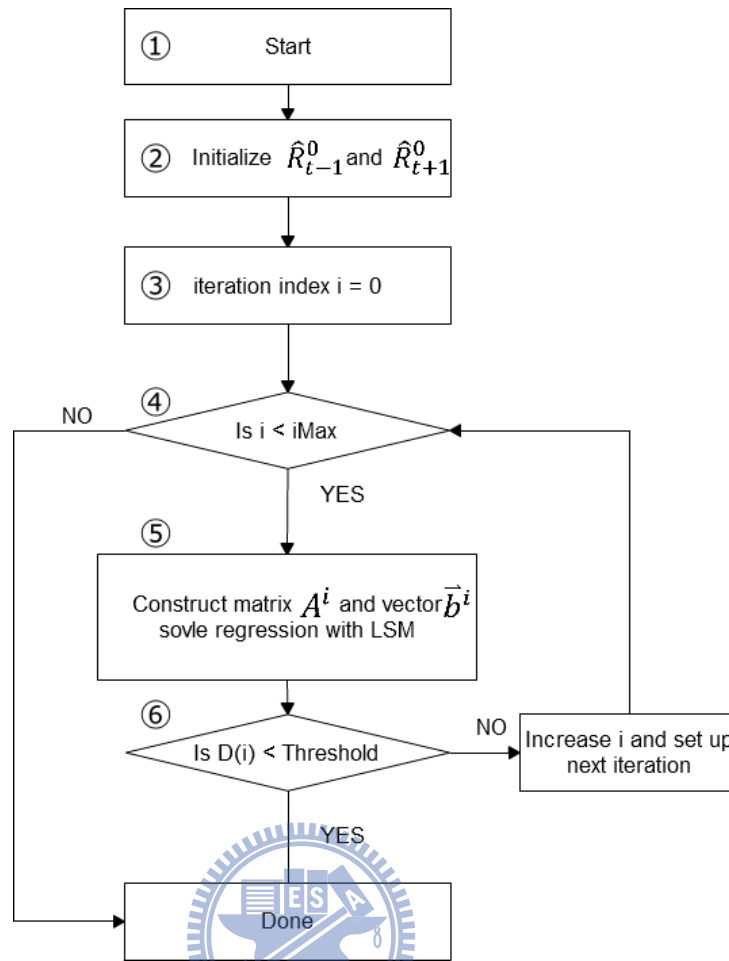 ① Start
② Initialize R̂⁰ₜ₋₁ and R̂⁰ₜ₊₁
③ iteration index i = 0
④
NO
Is i < iMax
YES
⑤
Construct matrix Aⁱ and vector b⃗ⁱ
sovle regression with LSM
⑥
Is D(i) < Threshold
NO
Increase i and set up
next iteration
YES
E S
A
Done
8